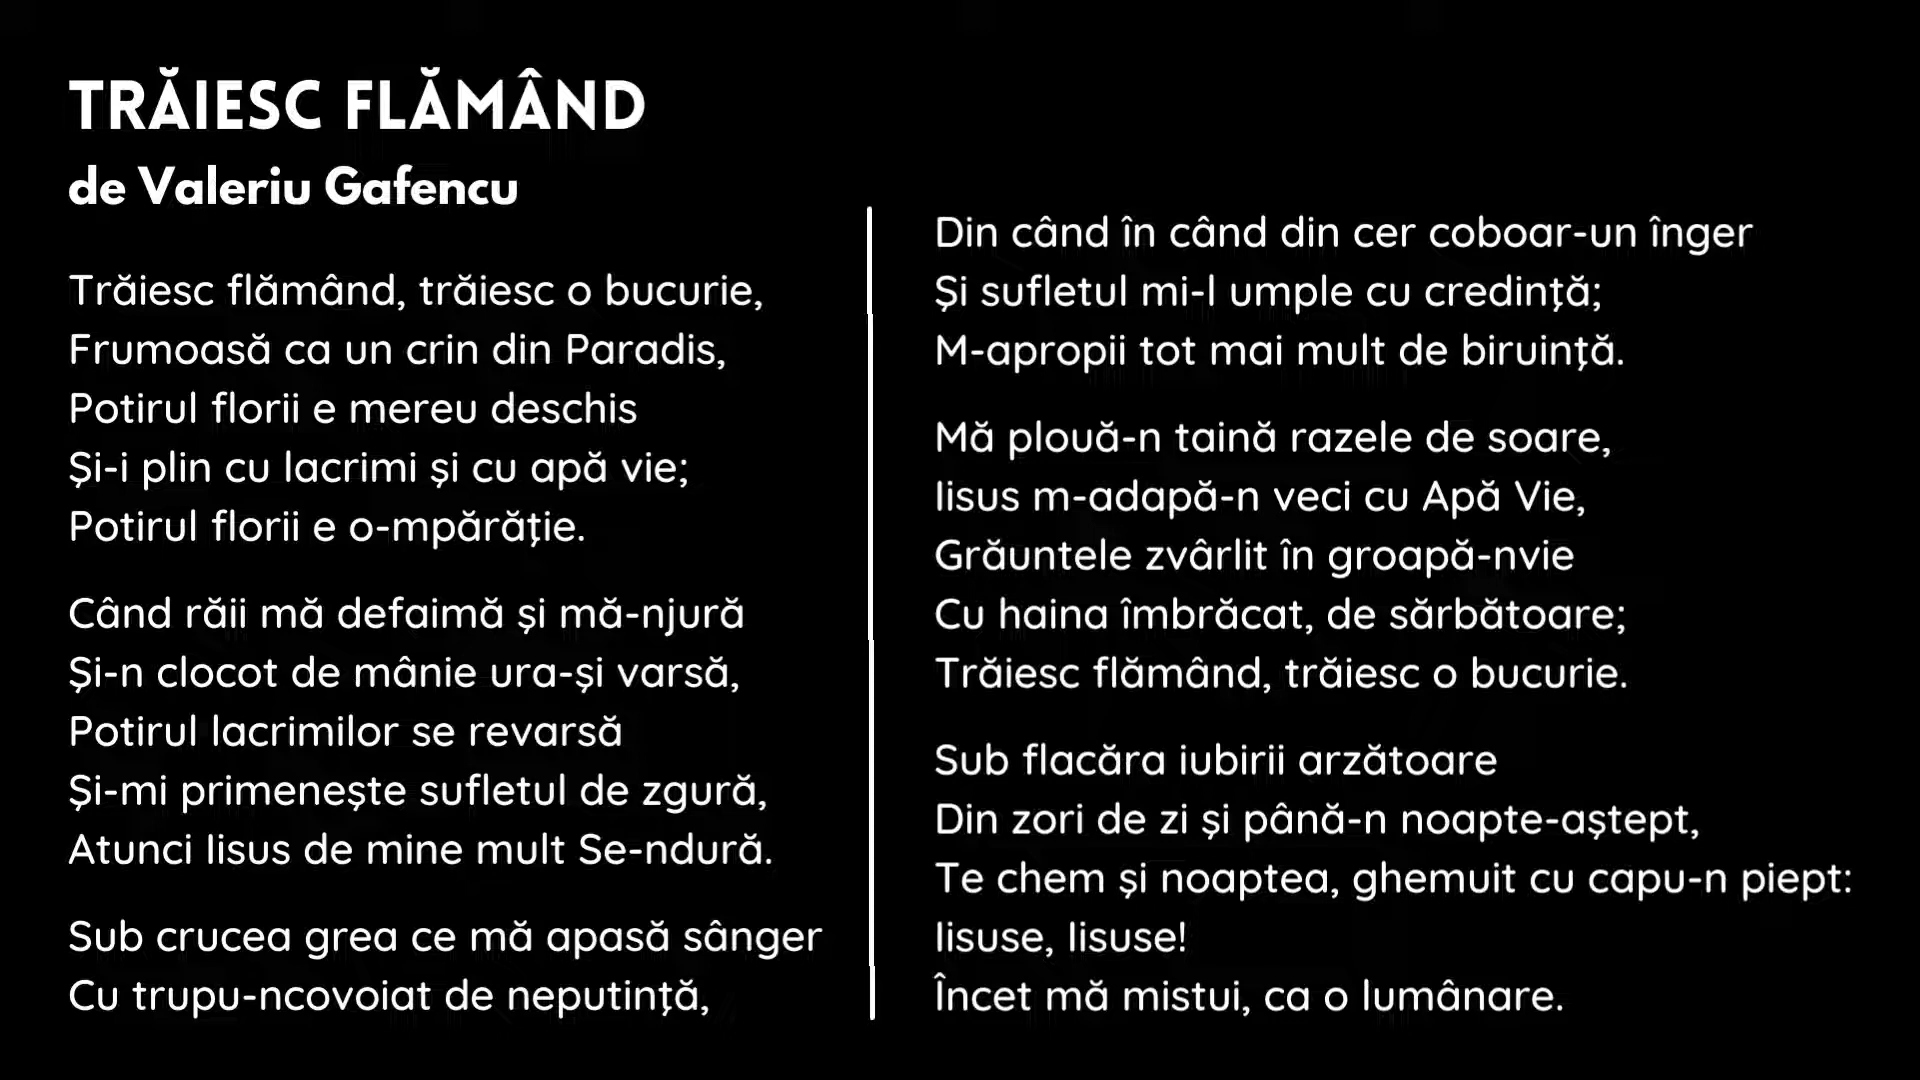 TRĂIESC FLĂMÂND
de Valeriu Gafencu
Trăiesc flămând, trăiesc o bucurie,
Frumoasă ca un crin din Paradis,
Potirul florii e mereu deschis
Și-i plin cu lacrimi și cu apă vie;
Potirul florii e o-mpărăție.
Când răii mă defaimă și mă-njură
Și-n clocot de mânie ura-și varsă,
Potirul lacrimilor se revarsă
Și-mi primenește sufletul de zgură,
Atunci Iisus de mine mult Se-ndură.
Sub crucea grea ce mă apasă sânger
Cu trupu-ncovoiat de neputință,
Din când în când din cer coboar-un înger
Și sufletul mi-l umple cu credință;
M-apropii tot mai mult de biruință.
Mă plouă-n taină razele de soare,
Iisus m-adapă-n veci cu Apă Vie,
Grăuntele zvârlit în groapă-nvie
Cu haina îmbrăcat, de sărbătoare;
Trăiesc flămând, trăiesc o bucurie.
Sub flacăra iubirii arzătoare
Din zori de zi și până-n noapte-aștept,
Te chem și noaptea, ghemuit cu capu-n piept:
Iisuse, Iisuse!
Încet mă mistui, ca o lumânare.